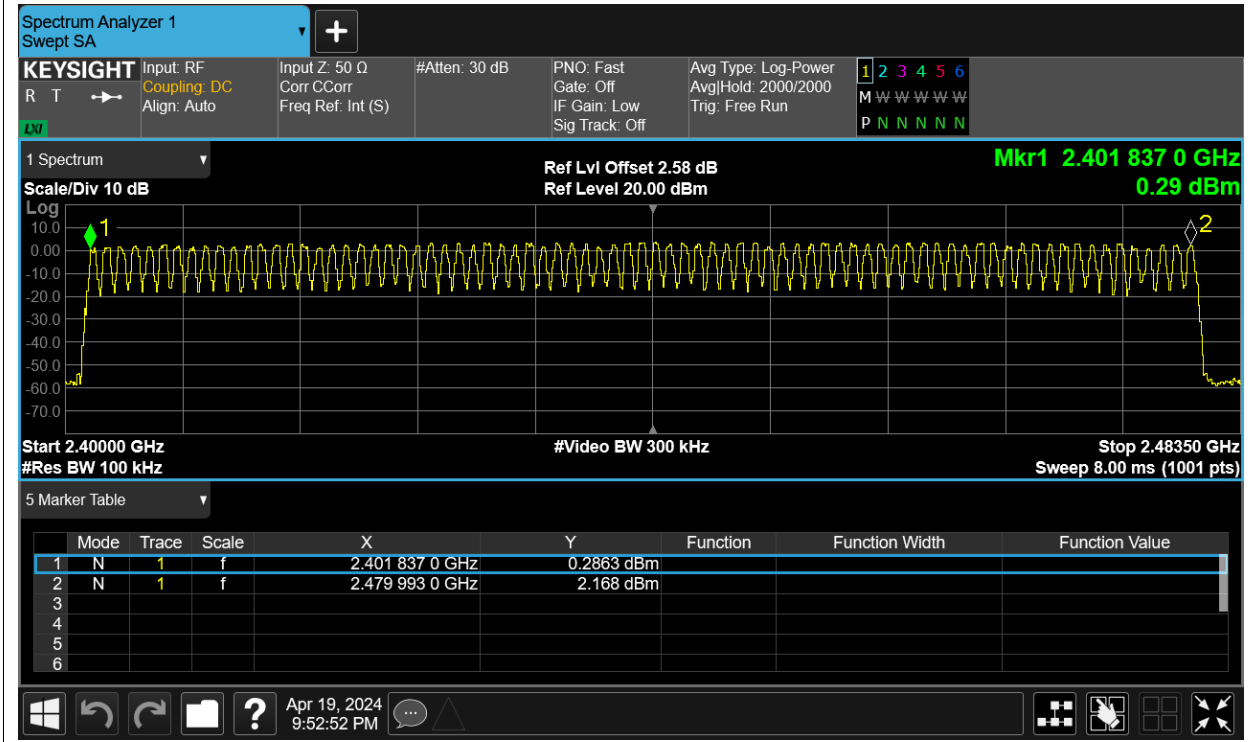 Spectrum Analyzer 1
Swept SA
KEYSIGHT
R T
LXI
Input: RF
Coupling: DC
Align: Auto
Input Z: 50 Ω
Corr CCorr
Freq Ref: Int (S)
#Atten: 30 dB
PNO: Fast
Gate: Off
IF Gain: Low
Sig Track: Off
Avg Type: Log-Power
Avg|Hold: 2000/2000
Trig: Free Run
1 2 3 4 5 6
M W W W W W
P N N N N N
1 Spectrum
Scale/Div 10 dB
Ref Lvl Offset 2.58 dB
Ref Level 20.00 dBm
Mkr1 2.401 837 0 GHz
0.29 dBm
Log
1
2
10.0
0.00
-10.0
-20.0
-30.0
-40.0
-50.0
-60.0
-70.0
Start 2.40000 GHz
#Res BW 100 kHz
#Video BW 300 kHz
Stop 2.48350 GHz
Sweep 8.00 ms (1001 pts)
5 Marker Table
Mode Trace Scale X Y Function Function Width Function Value
1 N 1 f 2.401 837 0 GHz 0.2863 dBm
2 N 1 f 2.479 993 0 GHz 2.168 dBm
3
4
5
6
?
Apr 19, 2024
9:52:52 PM